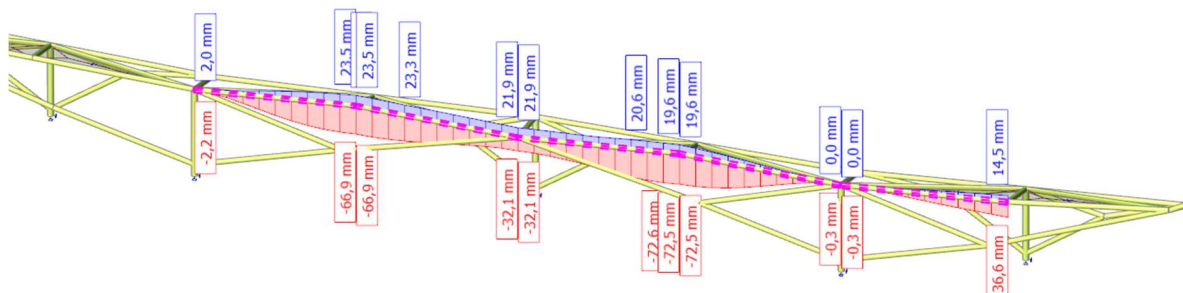 2,0 mm
23,5 mm
23,5 mm
23,3 mm
21,9 mm
21,9 mm
20,6 mm
19,6 mm
19,6 mm
0,0 mm
0,0 mm
14,5 mm
-2,2 mm
-66,9 mm
-66,9 mm
-32,1 mm
-32,1 mm
-72,6 mm
-72,5 mm
-72,5 mm
-0,3 mm
-0,3 mm
36,6 mm